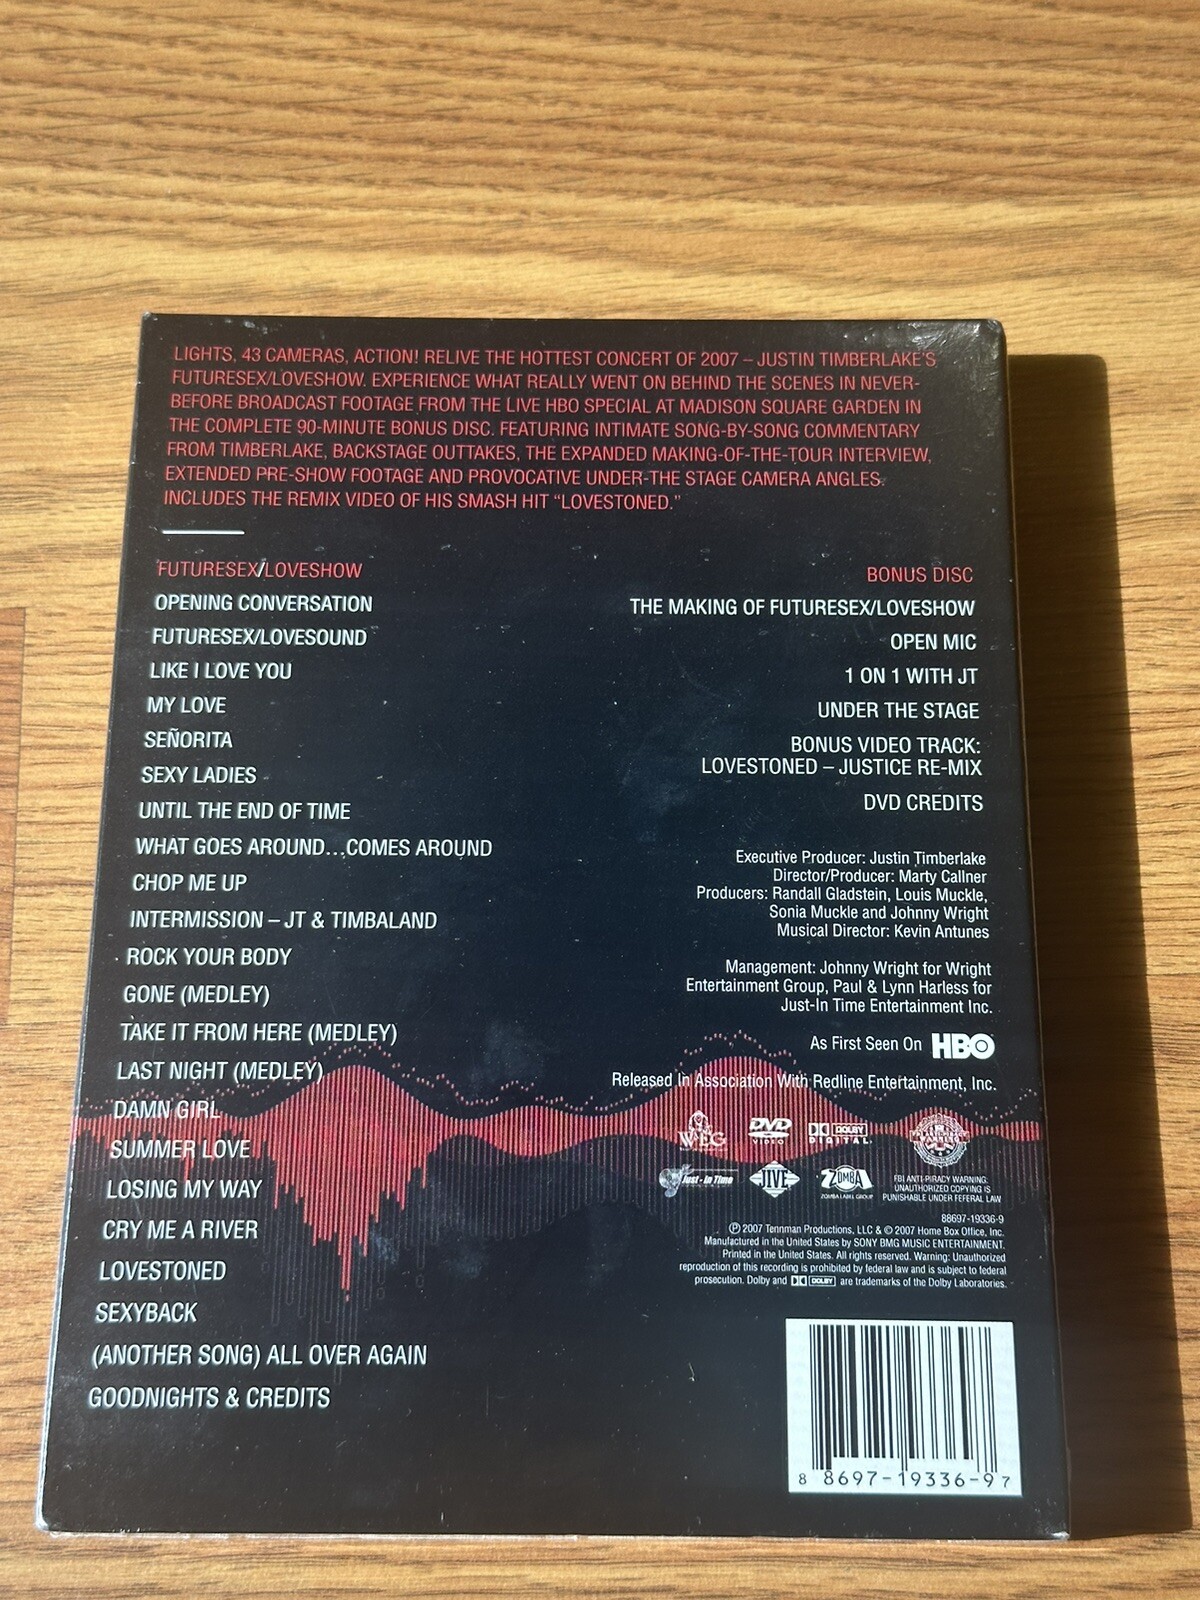 LIGHTS, 43 CAMERAS, ACTION! RELIVE THE HOTTEST CONCERT OF 2007 – JUSTIN TIMBERLAKE'S
FUTURESEX/LOVESHOW. EXPERIENCE WHAT REALLY WENT ON BEHIND THE SCENES IN NEVER-
BEFORE BROADCAST FOOTAGE FROM THE LIVE HBO SPECIAL AT MADISON SQUARE GARDEN IN
THE COMPLETE 90-MINUTE BONUS DISC. FEATURING INTIMATE SONG-BY-SONG COMMENTARY
FROM TIMBERLAKE, BACKSTAGE OUTTAKES, THE EXPANDED MAKING-OF-THE-TOUR INTERVIEW,
EXTENDED PRE-SHOW FOOTAGE AND PROVOCATIVE UNDER-THE STAGE CAMERA ANGLES.
INCLUDES THE REMIX VIDEO OF HIS SMASH HIT “LOVESTONED.”
FUTURESEX/LOVESHOW
OPENING CONVERSATION
FUTURESEX/LOVESOUND
LIKE I LOVE YOU
MY LOVE
SEÑORITA
SEXY LADIES
UNTIL THE END OF TIME
WHAT GOES AROUND...COMES AROUND
CHOP ME UP
INTERMISSION – JT & TIMBALAND
ROCK YOUR BODY
GONE (MEDLEY)
TAKE IT FROM HERE (MEDLEY)
LAST NIGHT (MEDLEY)
DAMN GIRL
SUMMER LOVE
LOSING MY WAY
CRY ME A RIVER
LOVESTONED
SEXYBACK
(ANOTHER SONG) ALL OVER AGAIN
GOODNIGHTS & CREDITS
BONUS DISC
THE MAKING OF FUTURESEX/LOVESHOW
OPEN MIC
1 ON 1 WITH JT
UNDER THE STAGE
BONUS VIDEO TRACK:
LOVESTONED – JUSTICE RE-MIX
DVD CREDITS
Executive Producer: Justin Timberlake
Director/Producer: Marty Callner
Producers: Randall Gladstein, Louis Muckle,
Sonia Muckle and Johnny Wright
Musical Director: Kevin Antunes
Management: Johnny Wright for Wright
Entertainment Group, Paul & Lynn Harless for
Just-In Time Entertainment Inc.
As First Seen On HBO
Released In Association With Redline Entertainment, Inc.
WEG
DVD VIDEO
DOLBY DIGITAL
Just-in Time
JIVE
ZOMBA
ZOMBA LABEL GROUP
FBI ANTI-PIRACY WARNING:
UNAUTHORIZED COPYING IS
PUNISHABLE UNDER FEDERAL LAW
88697-19336-9
℗ 2007 Tennman Productions, LLC & © 2007 Home Box Office, Inc.
Manufactured in the United States by SONY BMG MUSIC ENTERTAINMENT.
Printed in the United States. All rights reserved. Warning: Unauthorized
reproduction of this recording is prohibited by federal law and is subject to federal
prosecution. Dolby and DOLBY are trademarks of the Dolby Laboratories.
8 8697-19336-9 7